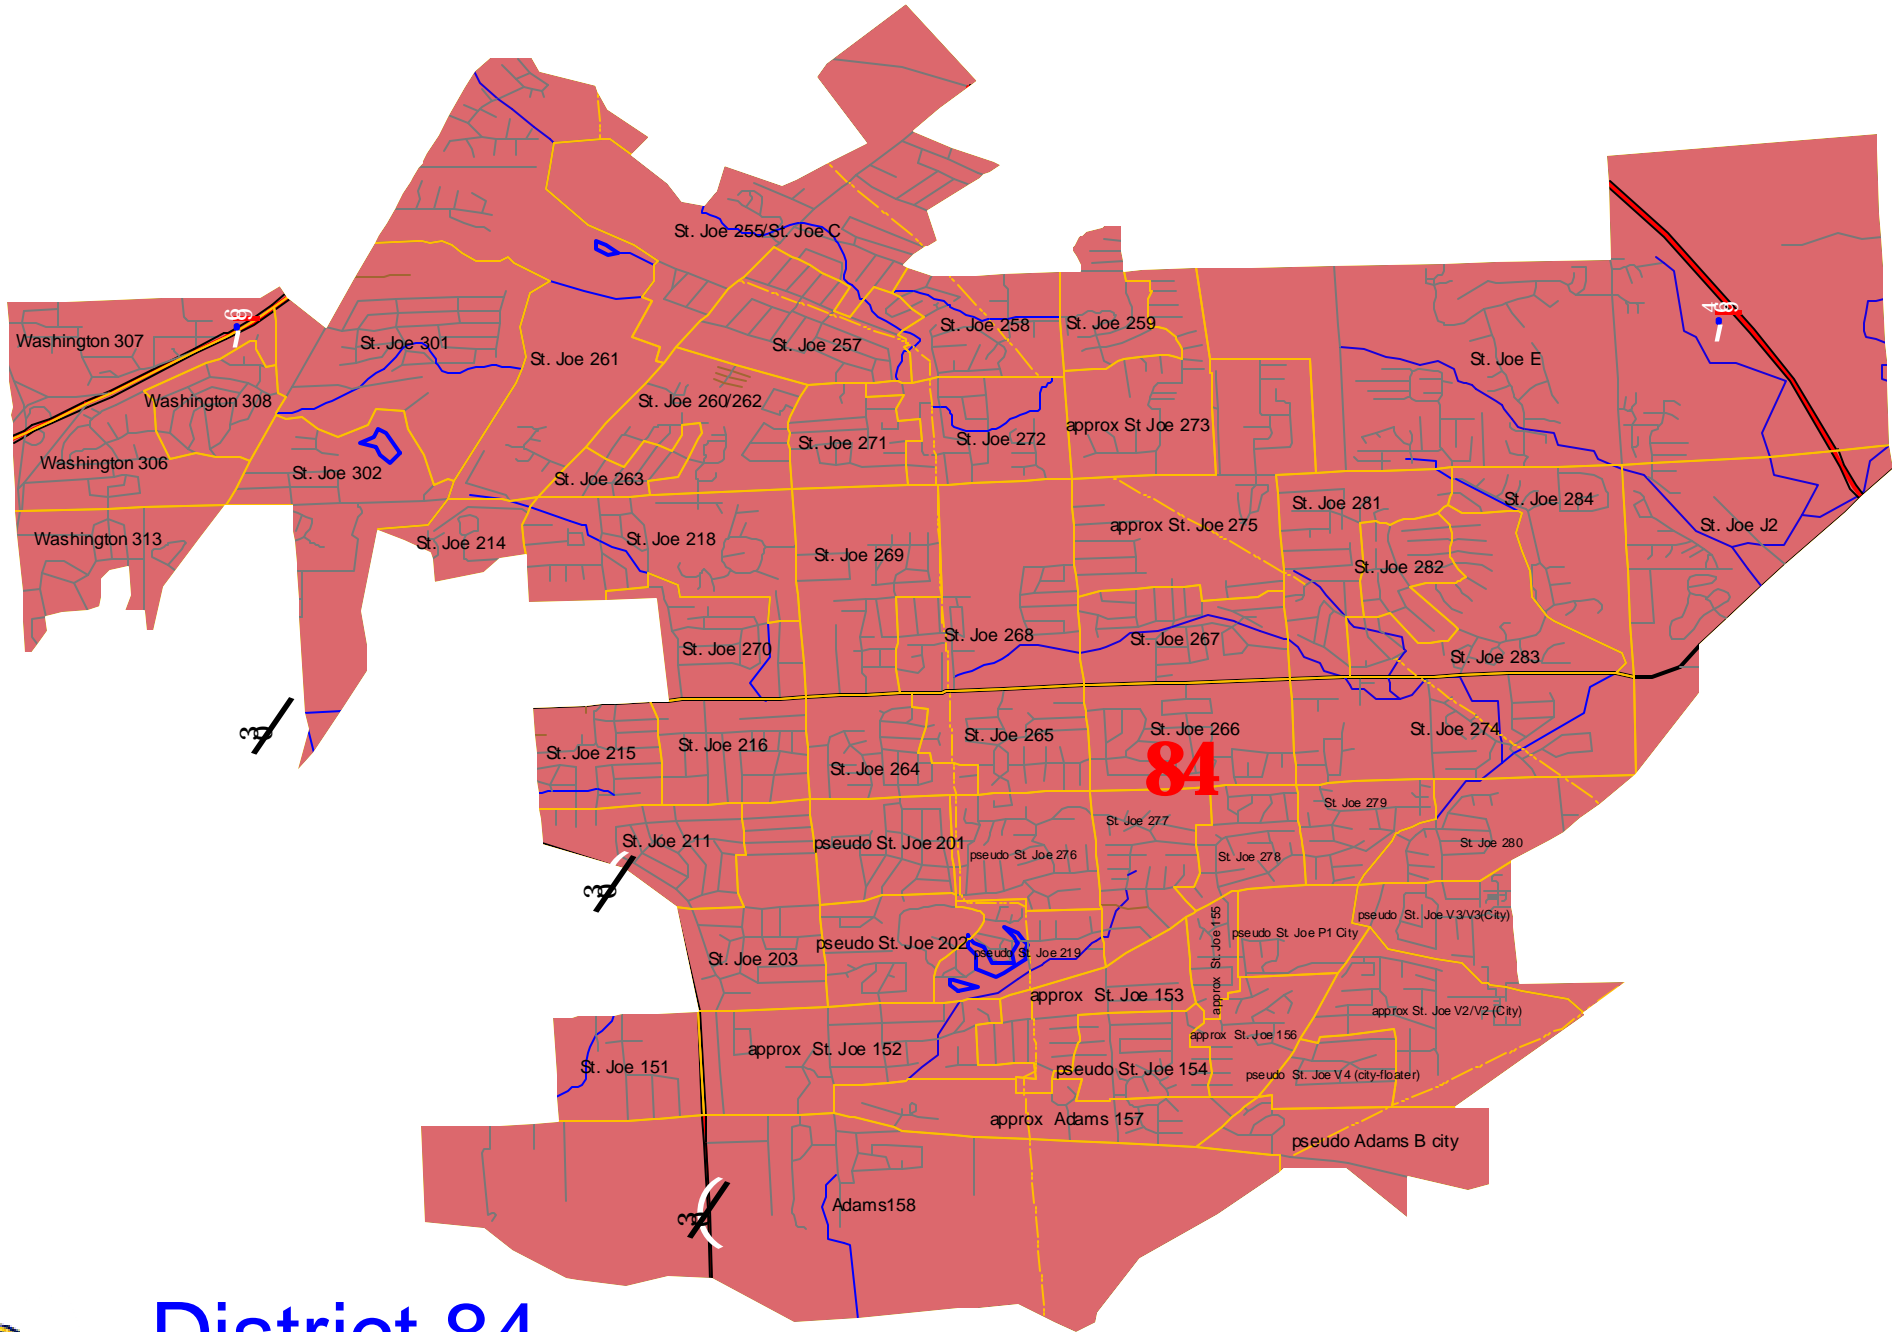 St. Joe 255/St. Joe C
69
469
St. Joe 258
St. Joe 259
Washington 307
St. Joe 301
St. Joe 261
St. Joe 257
St. Joe E
Washington 308
St. Joe 260/262
approx St Joe 273
St. Joe 271
St. Joe 272
Washington 306
St. Joe 302
St. Joe 263
St. Joe 281
St. Joe 284
approx St. Joe 275
St. Joe J2
Washington 313
St. Joe 214
St. Joe 218
St. Joe 269
St. Joe 282
St. Joe 268
St. Joe 267
St. Joe 270
St. Joe 283
St. Joe 215
St. Joe 216
St. Joe 265
St. Joe 266
St. Joe 274
84
St. Joe 264
St. Joe 279
St. Joe 277
St. Joe 211
pseudo St. Joe 201
pseudo St. Joe 276
St. Joe 278
St. Joe 280
pseudo St. Joe V3/V3(City)
pseudo St. Joe 202
pseudo St. Joe 219
approx St. Joe 155
pseudo St. Joe P1 City
St. Joe 203
approx St. Joe 153
approx St. Joe V2/V2 (City)
approx St. Joe 152
approx St. Joe 156
St. Joe 151
pseudo St. Joe 154
pseudo St. Joe V4 (city-floater)
approx Adams 157
pseudo Adams B city
Adams158
District 84